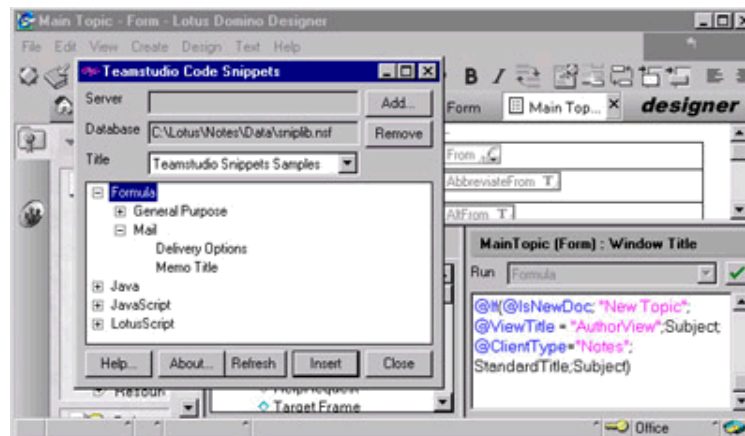 Main Topic - Form - Lotus Domino Designer
File Edit View Create Design Text Help
Teamstudio Code Snippets
Server
Add...
Database C:\Lotus\Notes\Data\sniplib.nsf
Remove
Title Teamstudio Snippets Samples
Formula
General Purpose
Mail
Delivery Options
Memo Title
Java
JavaScript
LotusScript
Help... About... Refresh Insert Close
B I
Form Main Top... designer
From
AbbreviateFrom T
AltFrom T
MainTopic (Form) : Window Title
Run Formula
@If(@IsNewDoc; "New Topic";
@ViewTitle = "AuthorView";Subject
@ClientType="Notes";
StandardTitle;Subject)
Target Frame
Office